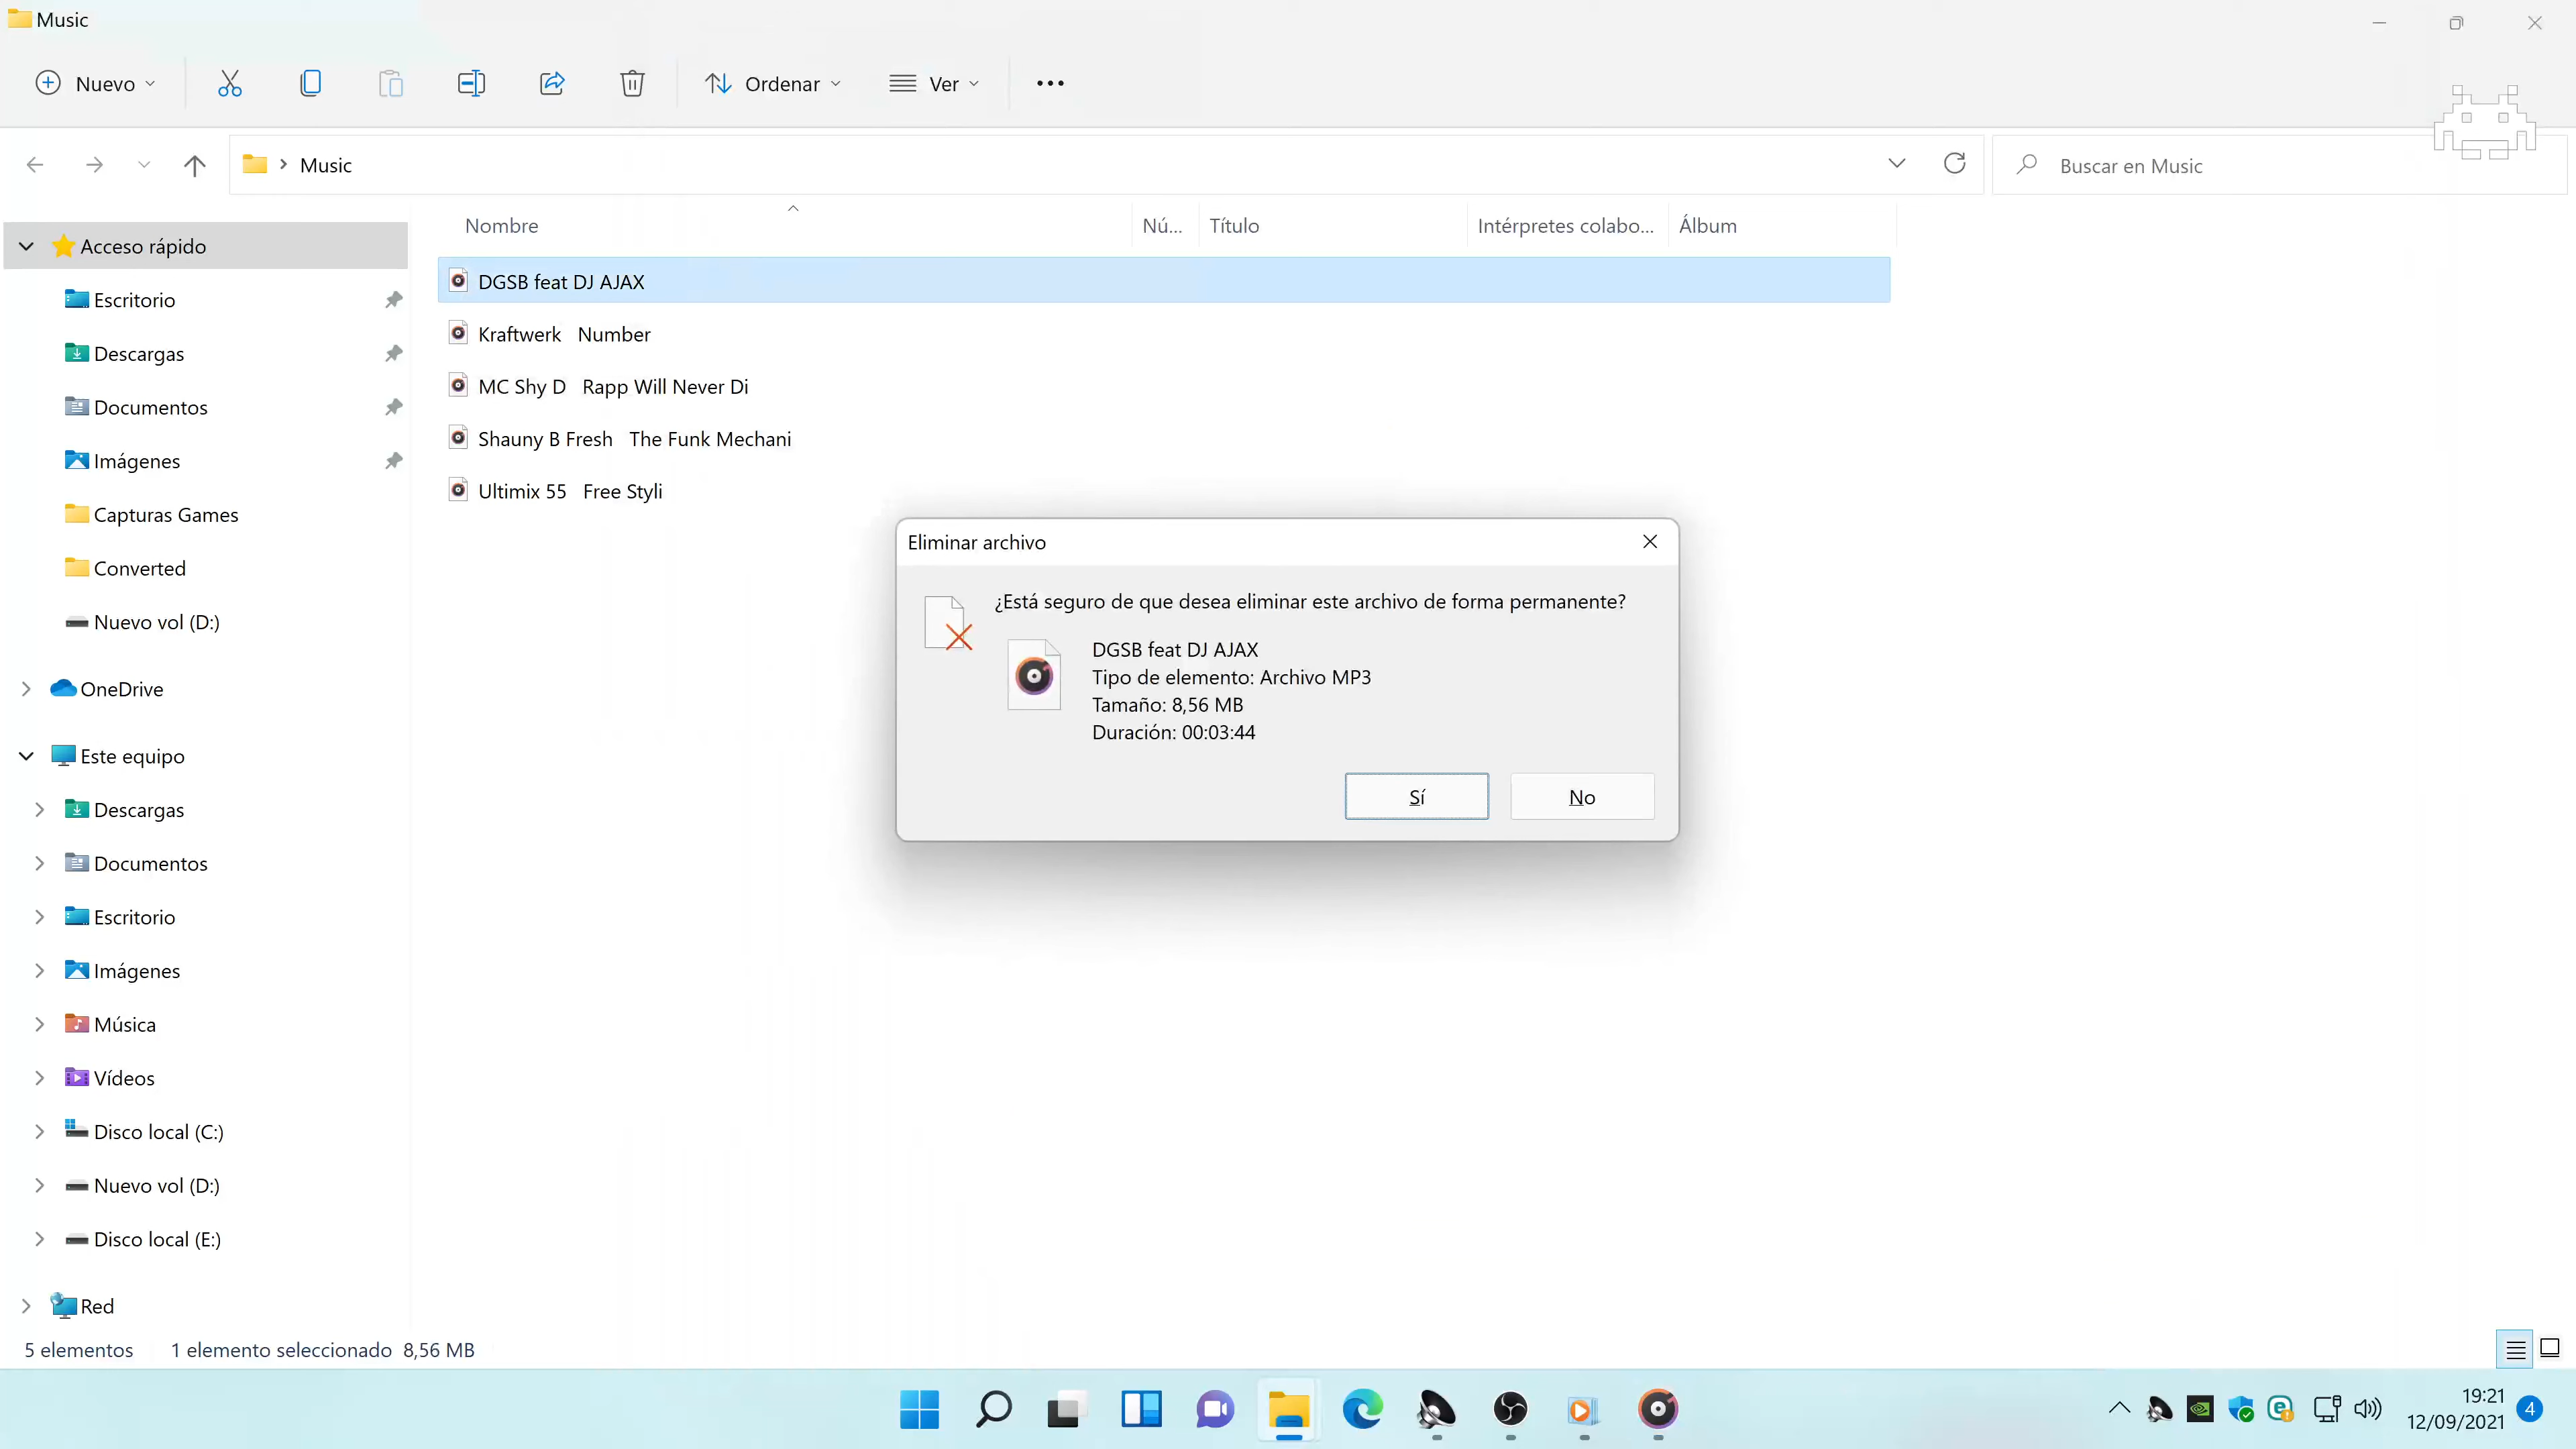 Music
Nuevo
Ordenar
Ver
Music
Buscar en Music
Nombre
Nú...
Título
Intérpretes colabo...
Álbum
Acceso rápido
Escritorio
Descargas
Documentos
Imágenes
Capturas Games
Converted
Nuevo vol (D:)
OneDrive
Este equipo
Descargas
Documentos
Escritorio
Imágenes
Música
Vídeos
Disco local (C:)
Nuevo vol (D:)
Disco local (E:)
Red
DGSB feat DJ AJAX
Kraftwerk   Number
MC Shy D   Rapp Will Never Di
Shauny B Fresh   The Funk Mechani
Ultimix 55   Free Styli
Eliminar archivo
¿Está seguro de que desea eliminar este archivo de forma permanente?
DGSB feat DJ AJAX
Tipo de elemento: Archivo MP3
Tamaño: 8,56 MB
Duración: 00:03:44
Sí
No
5 elementos
1 elemento seleccionado  8,56 MB
19:21
12/09/2021
4